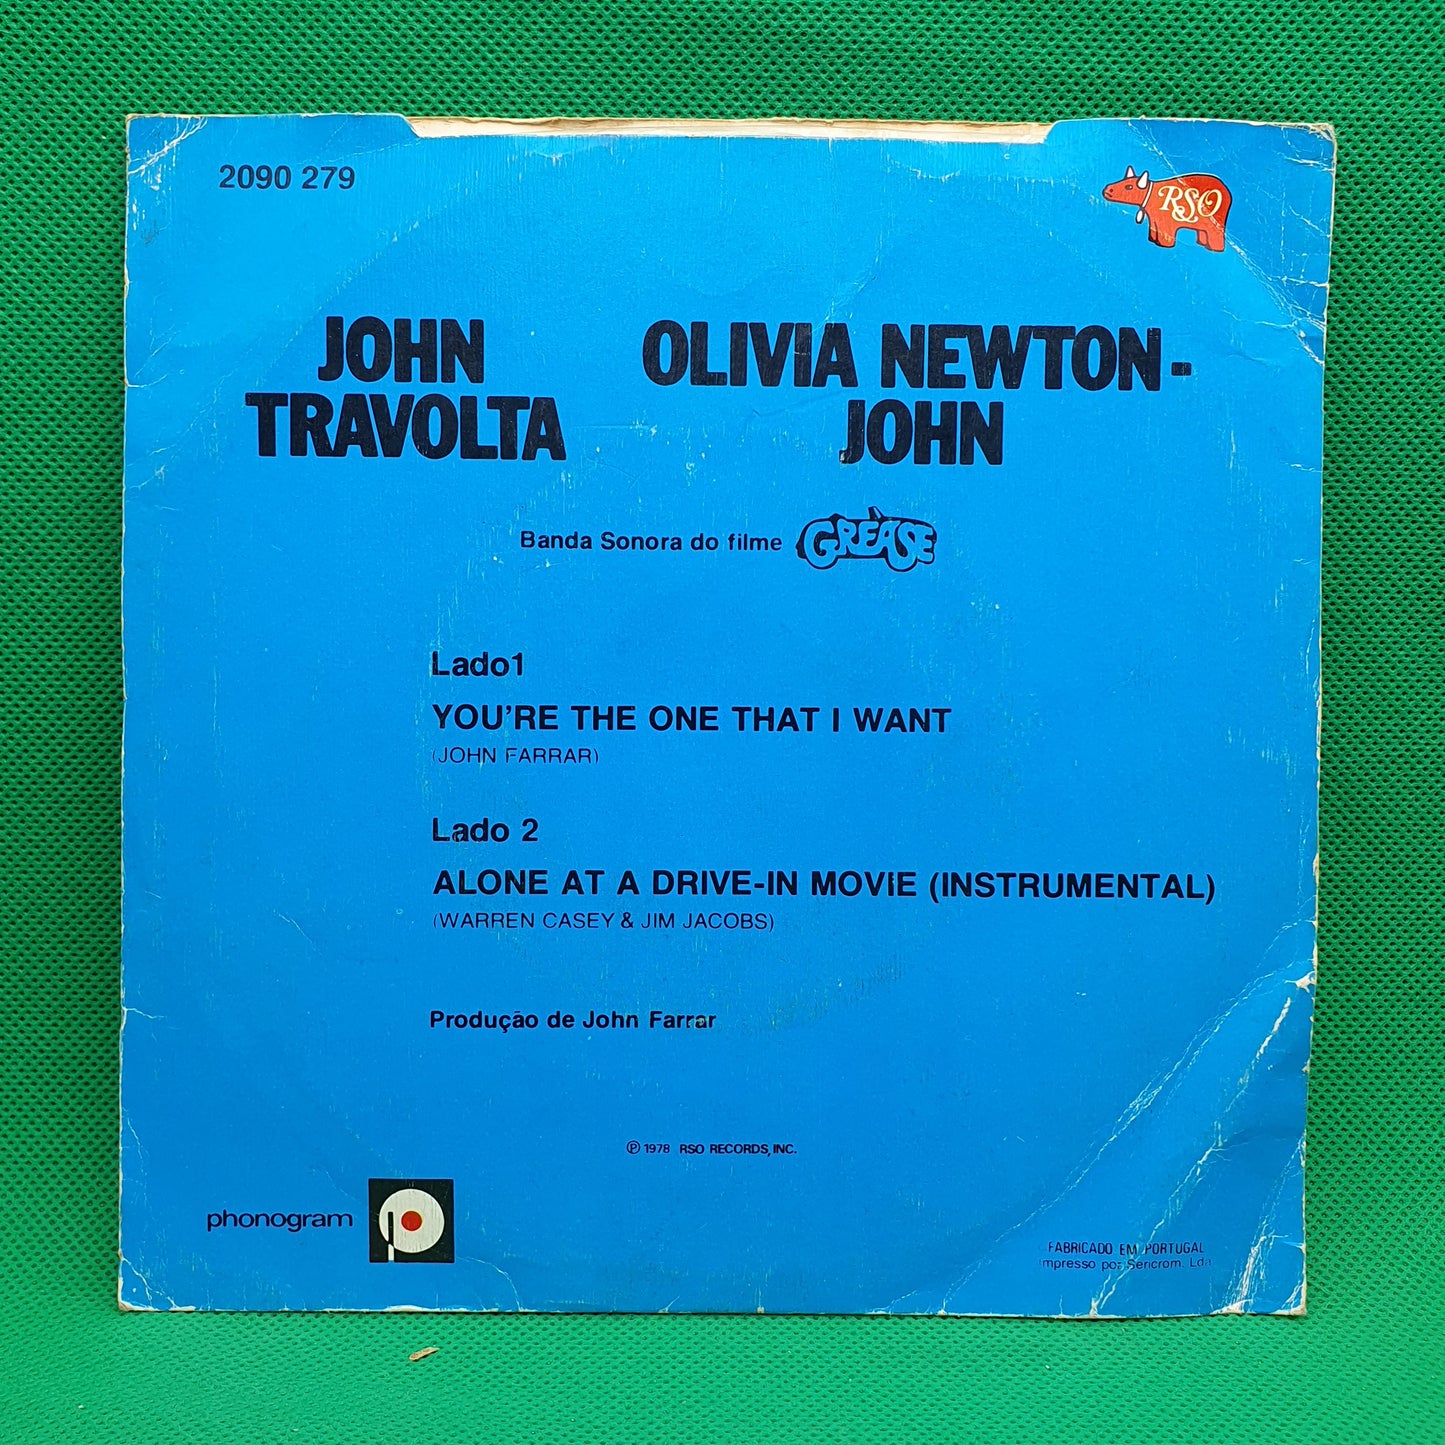 2090 279
RSO
JOHN
TRAVOLTA
OLIVIA NEWTON-
JOHN
Banda Sonora do filme GREASE
Lado1
YOU'RE THE ONE THAT I WANT
(JOHN FARRAR)
Lado 2
ALONE AT A DRIVE-IN MOVIE (INSTRUMENTAL)
(WARREN CASEY & JIM JACOBS)
Produção de John Farrar
℗ 1978 RSO RECORDS, INC.
phonogram
FABRICADO EM PORTUGAL
Impresso por Sericrom, Lda